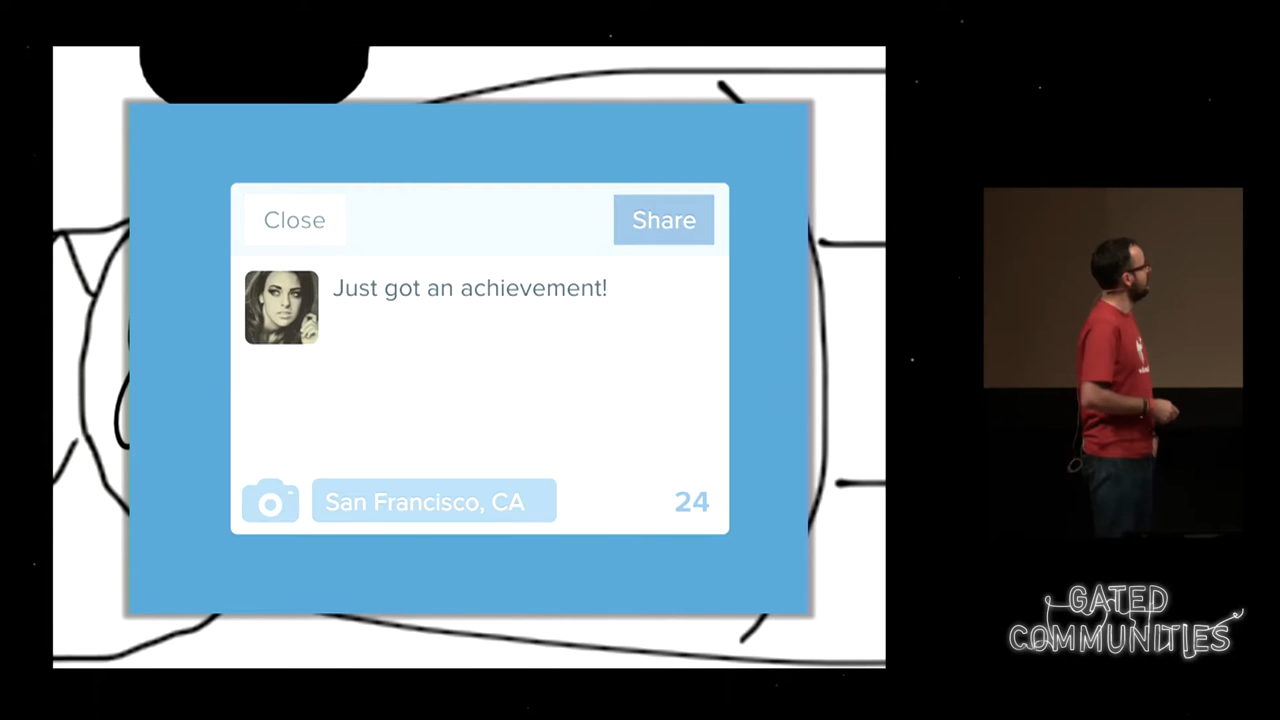 Close
Share
Just got an achievement!
San Francisco, CA
24
GATED
COMMUNITIES